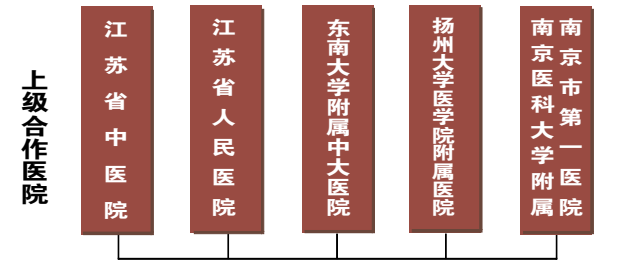 上级合作医院
江苏省中医院
江苏省人民医院
东南大学附属中大医院
扬州大学医学院附属医院
南京医科大学附属
南京市第一医院